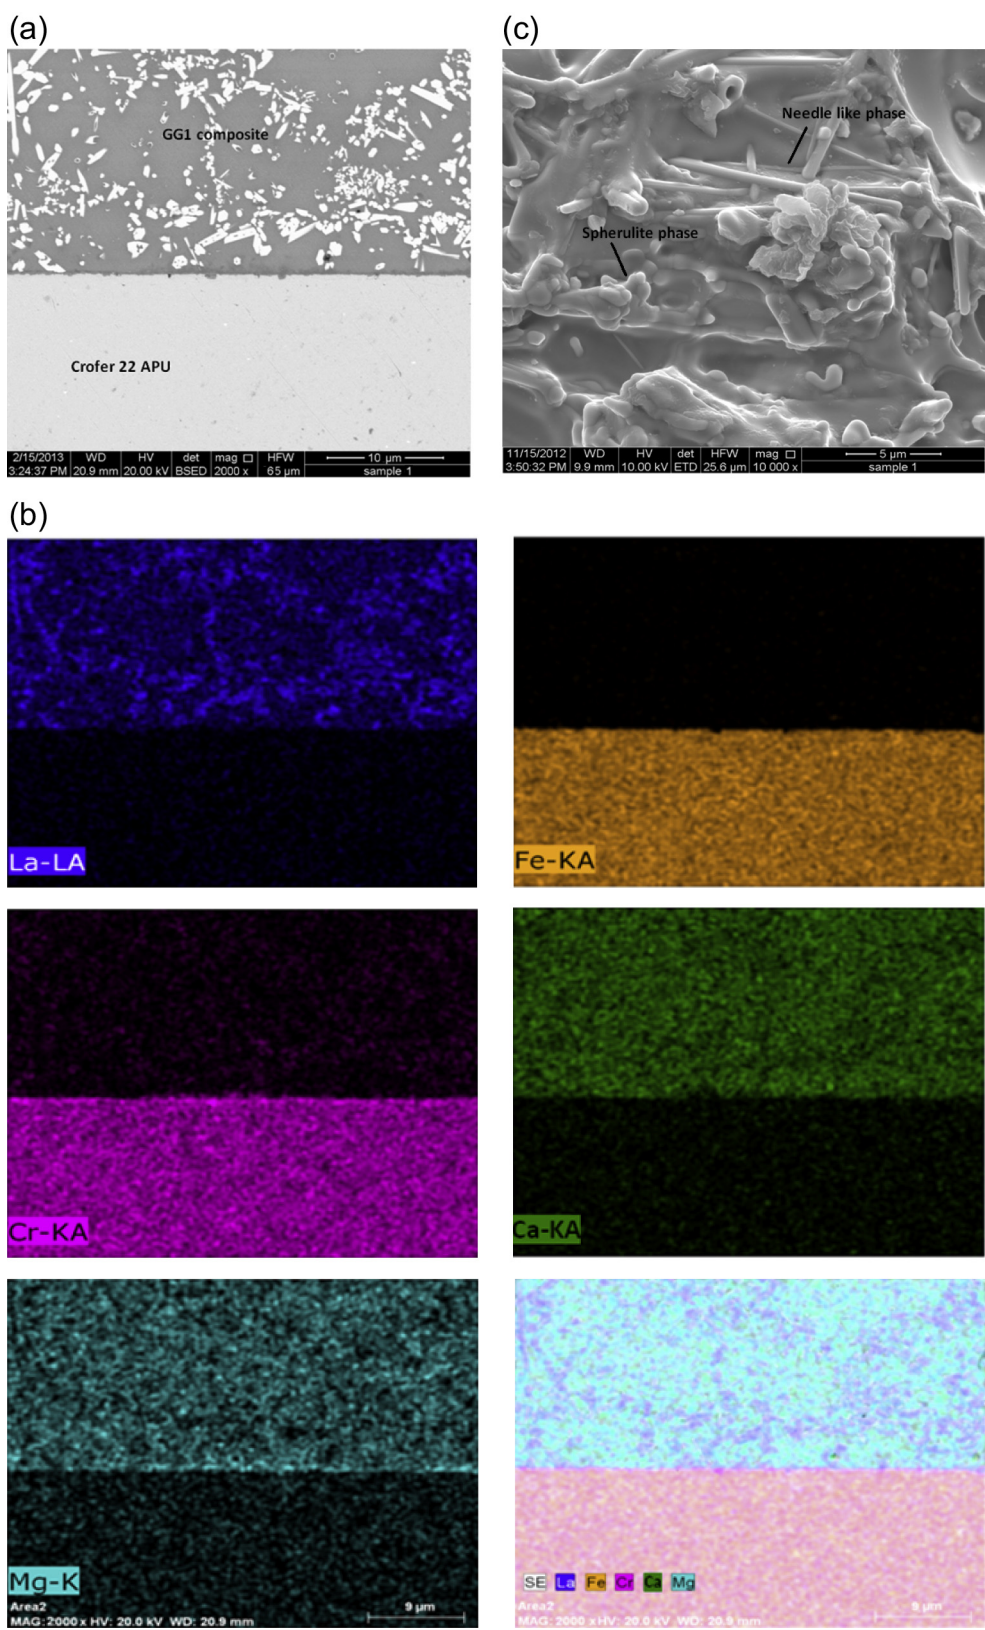 (a)
(c)
GG1 composite
Crofer 22 APU
2/15/2013 WD HV det mag HFW 10 µm
3:24:37 PM 20.9 mm 20.00 kV BSED 2000 x 65 µm sample 1
Needle like phase
Spherulite phase
11/15/2012 WD HV det HFW mag 5 µm
3:50:32 PM 9.9 mm 10.00 kV ETD 25.6 µm 10 000 x sample 1
(b)
La-LA
Fe-KA
Cr-KA
Ca-KA
Mg-K
Area2 9 µm
MAG: 2000 x HV: 20.0 kV WD: 20.9 mm
SE La Fe Cr Ca Mg
Area2 9 µm
MAG: 2000 x HV: 20.0 kV WD: 20.9 mm